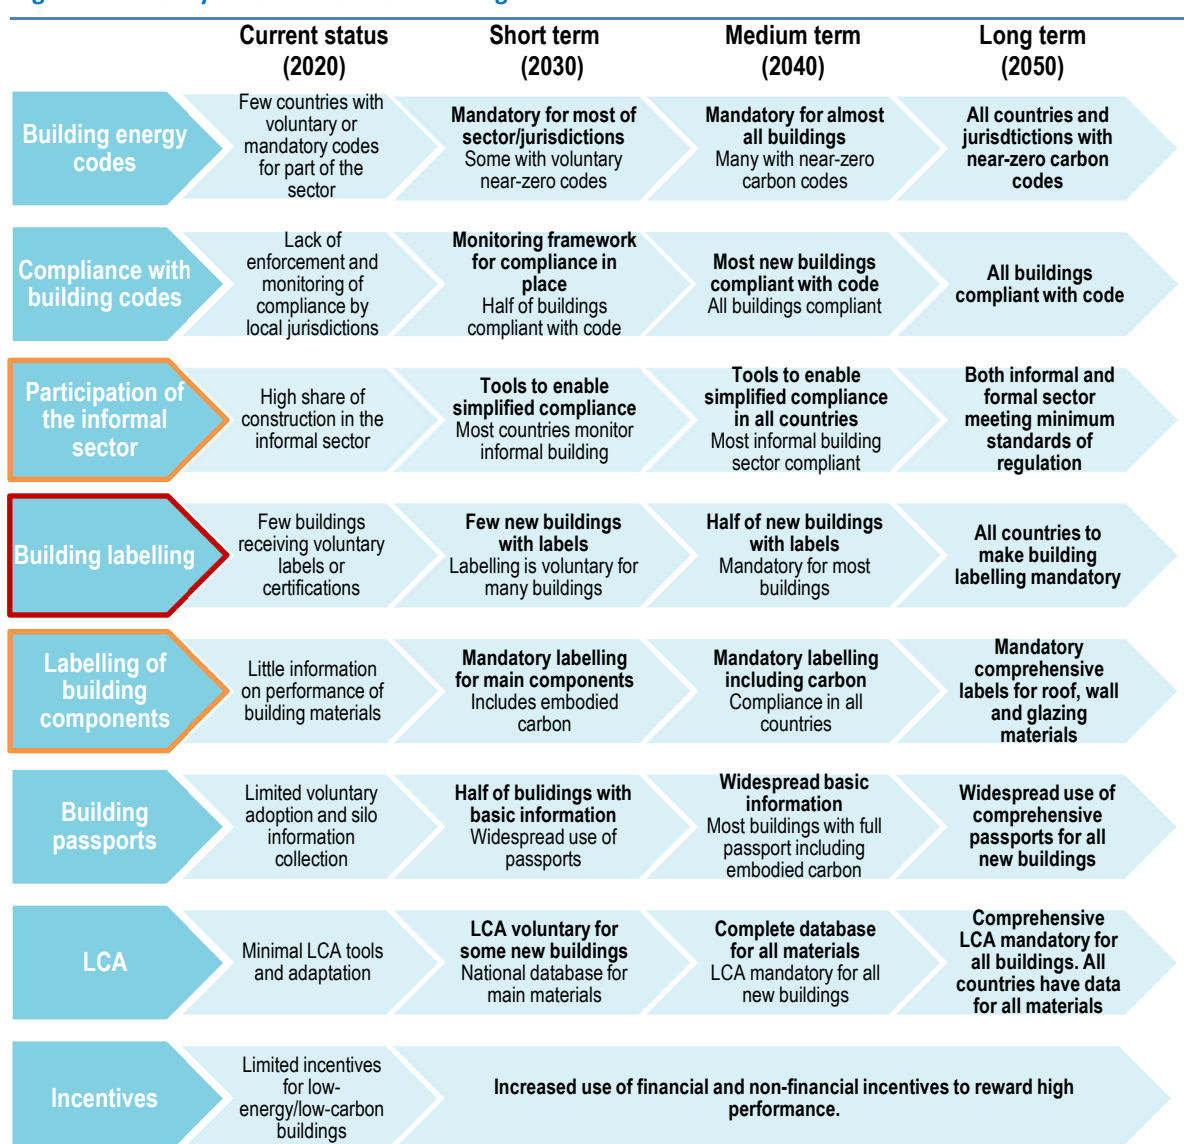 Current status
(2020)
Short term
(2030)
Medium term
(2040)
Long term
(2050)
Building energy
codes
Few countries with
voluntary or
mandatory codes
for part of the
sector
Mandatory for most of
sector/jurisdictions
Some with voluntary
near-zero codes
Mandatory for almost
all buildings
Many with near-zero
carbon codes
All countries and
jurisdtictions with
near-zero carbon
codes
Compliance with
building codes
Lack of
enforcement and
monitoring of
compliance by
local jurisdictions
Monitoring framework
for compliance in
place
Half of buildings
compliant with code
Most new buildings
compliant with code
All buildings compliant
All buildings
compliant with code
Participation of
the informal
sector
High share of
construction in the
informal sector
Tools to enable
simplified compliance
Most countries monitor
informal building
Tools to enable
simplified compliance
in all countries
Most informal building
sector compliant
Both informal and
formal sector
meeting minimum
standards of
regulation
Building labelling
Few buildings
receiving voluntary
labels or
certifications
Few new buildings
with labels
Labelling is voluntary for
many buildings
Half of new buildings
with labels
Mandatory for most
buildings
All countries to
make building
labelling mandatory
Labelling of
building
components
Little information
on performance of
building materials
Mandatory labelling
for main components
Includes embodied
carbon
Mandatory labelling
including carbon
Compliance in all
countries
Mandatory
comprehensive
labels for roof, wall
and glazing
materials
Building
passports
Limited voluntary
adoption and silo
information
collection
Half of bulidings with
basic information
Widespread use of
passports
Widespread basic
information
Most buildings with full
passport including
embodied carbon
Widespread use of
comprehensive
passports for all
new buildings
LCA
Minimal LCA tools
and adaptation
LCA voluntary for
some new buildings
National database for
main materials
Complete database
for all materials
LCA mandatory for all
new buildings
Comprehensive
LCA mandatory for
all buildings. All
countries have data
for all materials
Incentives
Limited incentives
for low-
energy/low-carbon
buildings
Increased use of financial and non-financial incentives to reward high
performance.